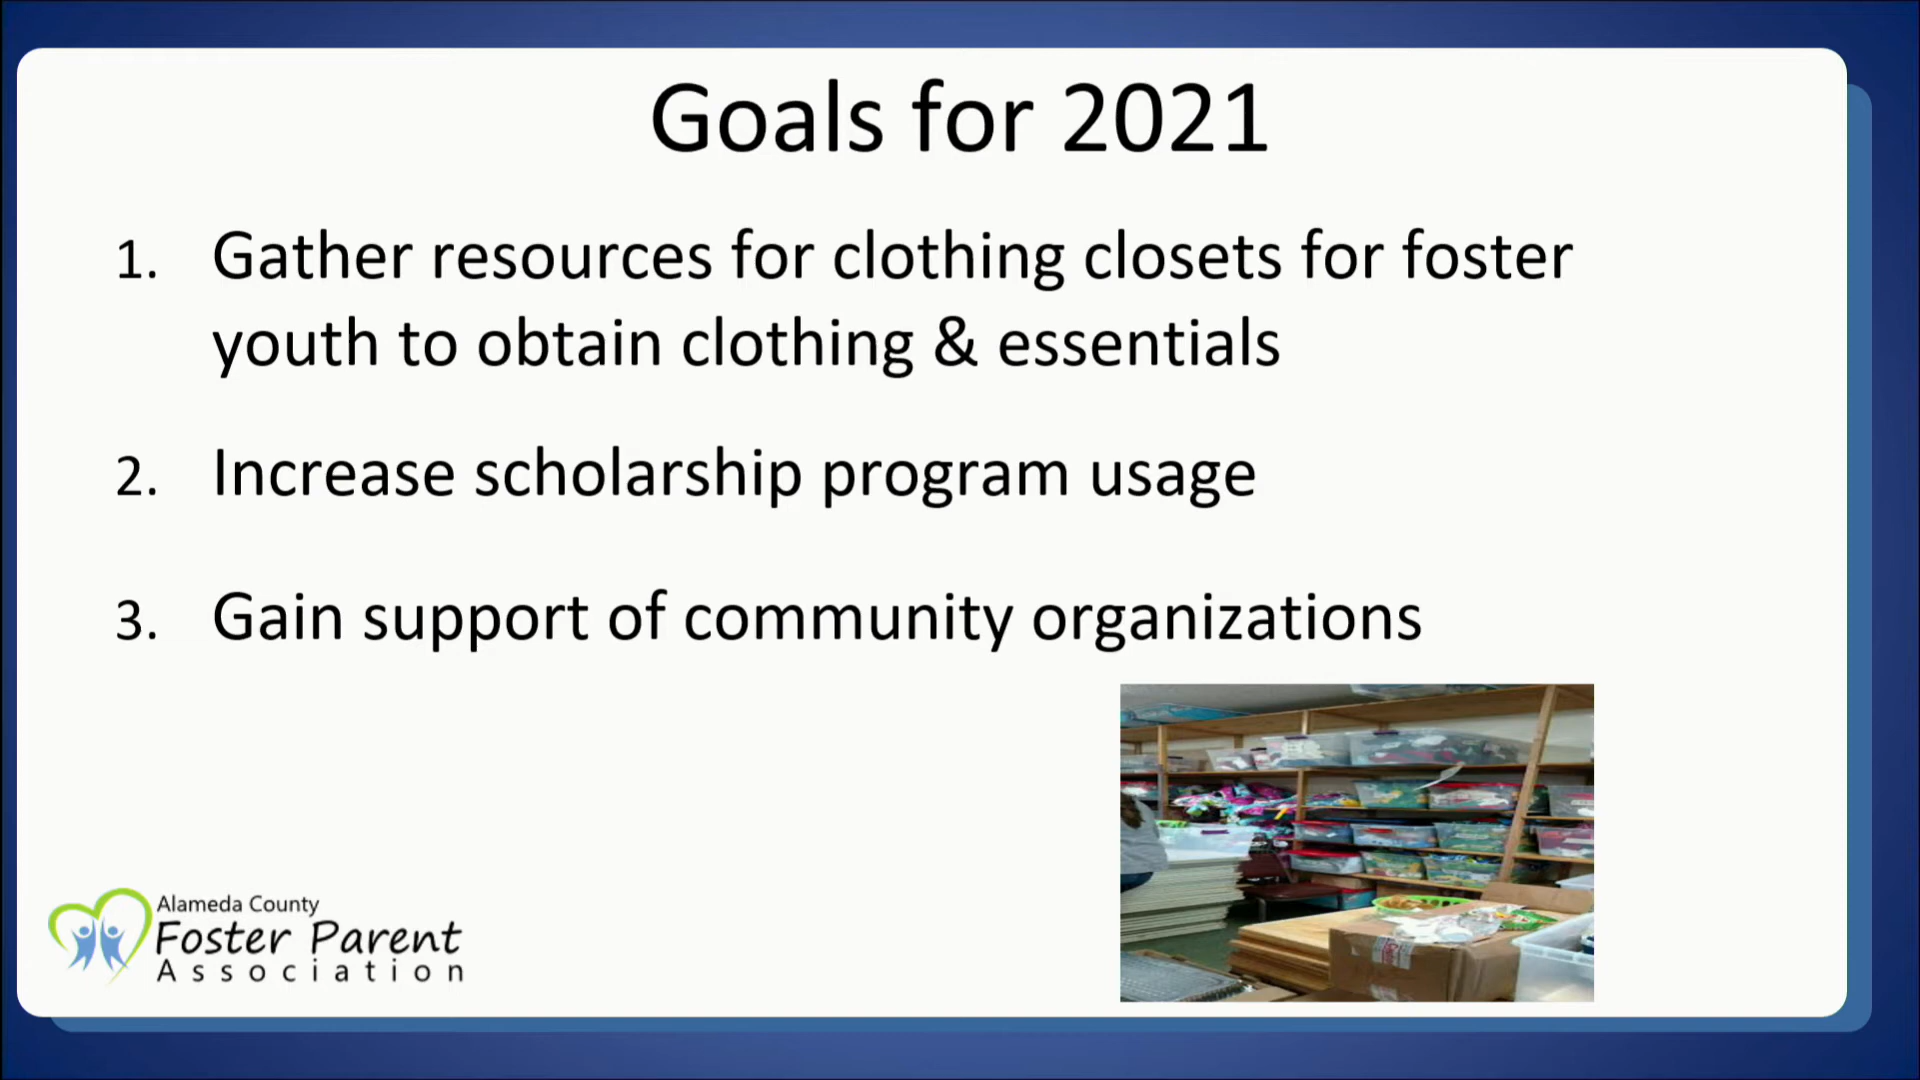 Goals for 2021
1. Gather resources for clothing closets for foster
youth to obtain clothing & essentials
2. Increase scholarship program usage
3. Gain support of community organizations
Alameda County
Foster Parent
Association